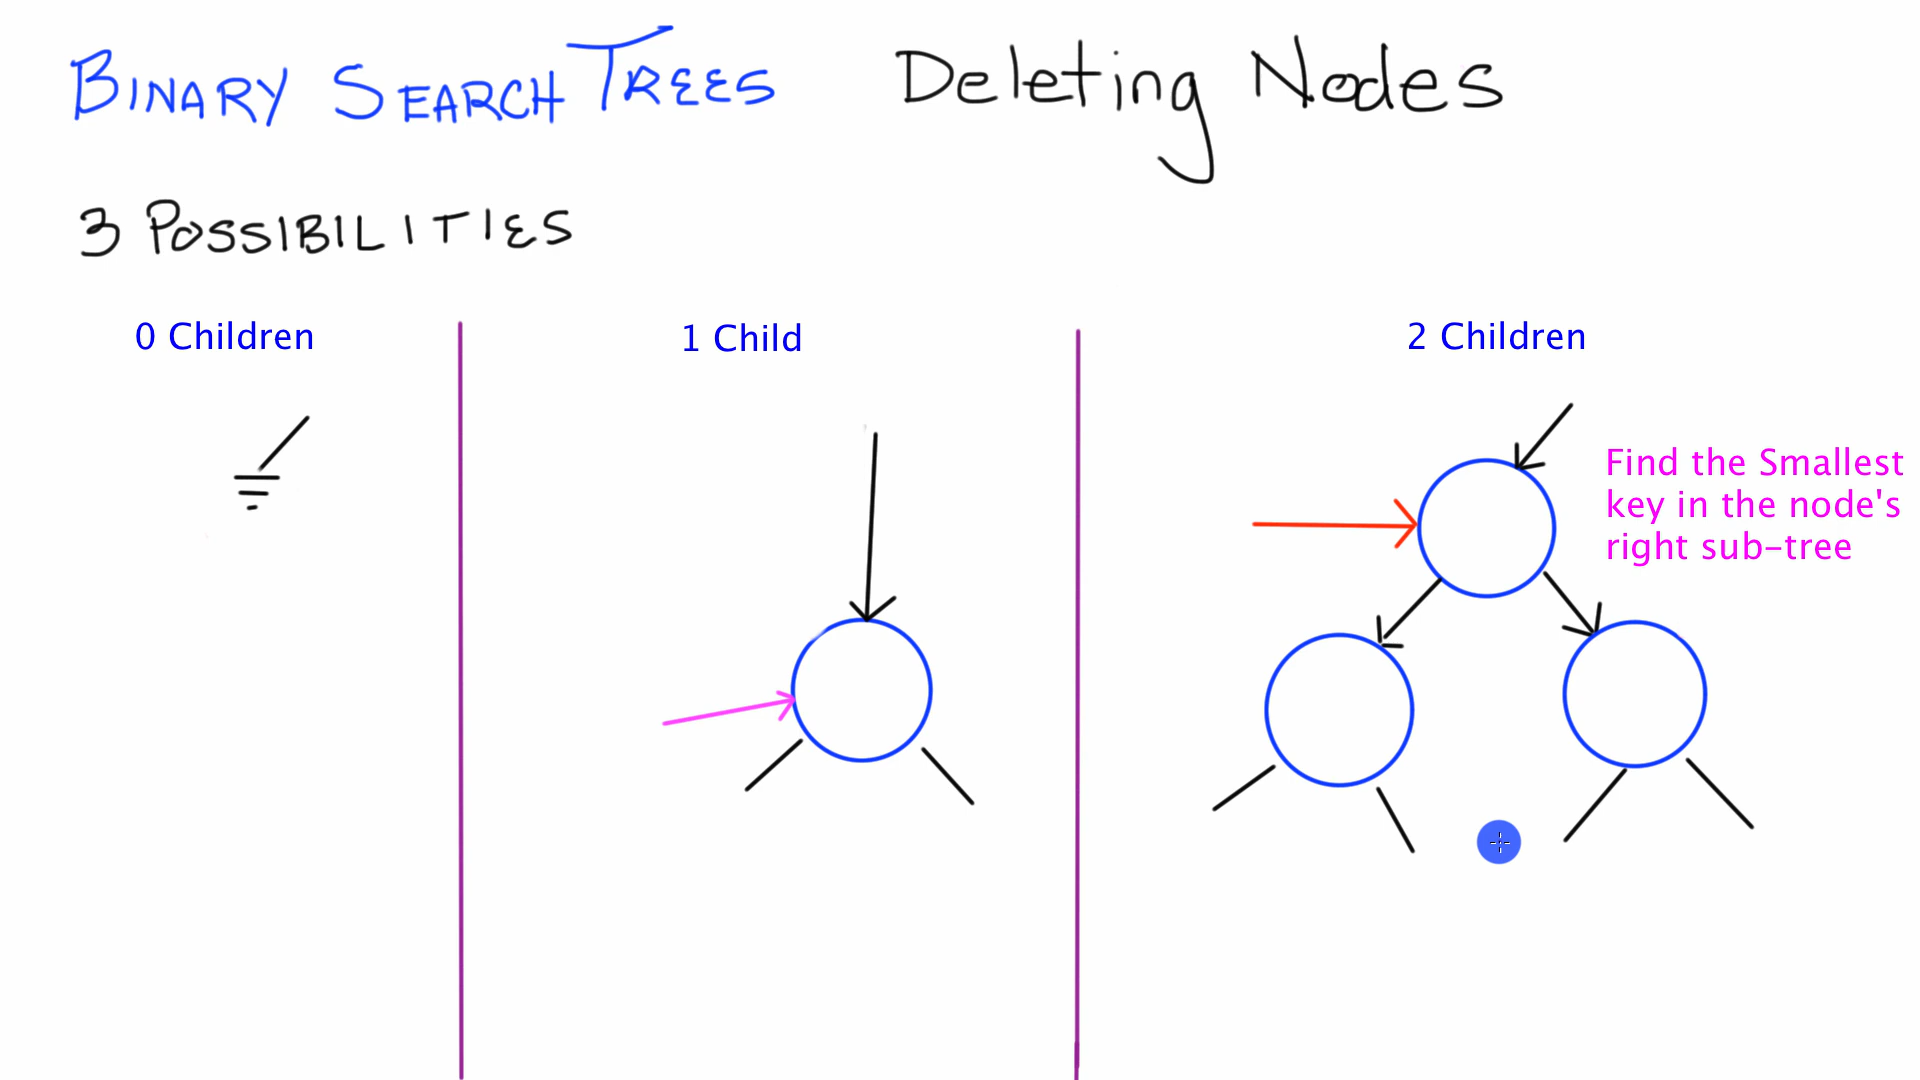 BINARY SEARCH TREES Deleting Nodes
3 POSSIBILITIES
0 Children
1 Child
2 Children
Find the Smallest
key in the node's
right sub-tree